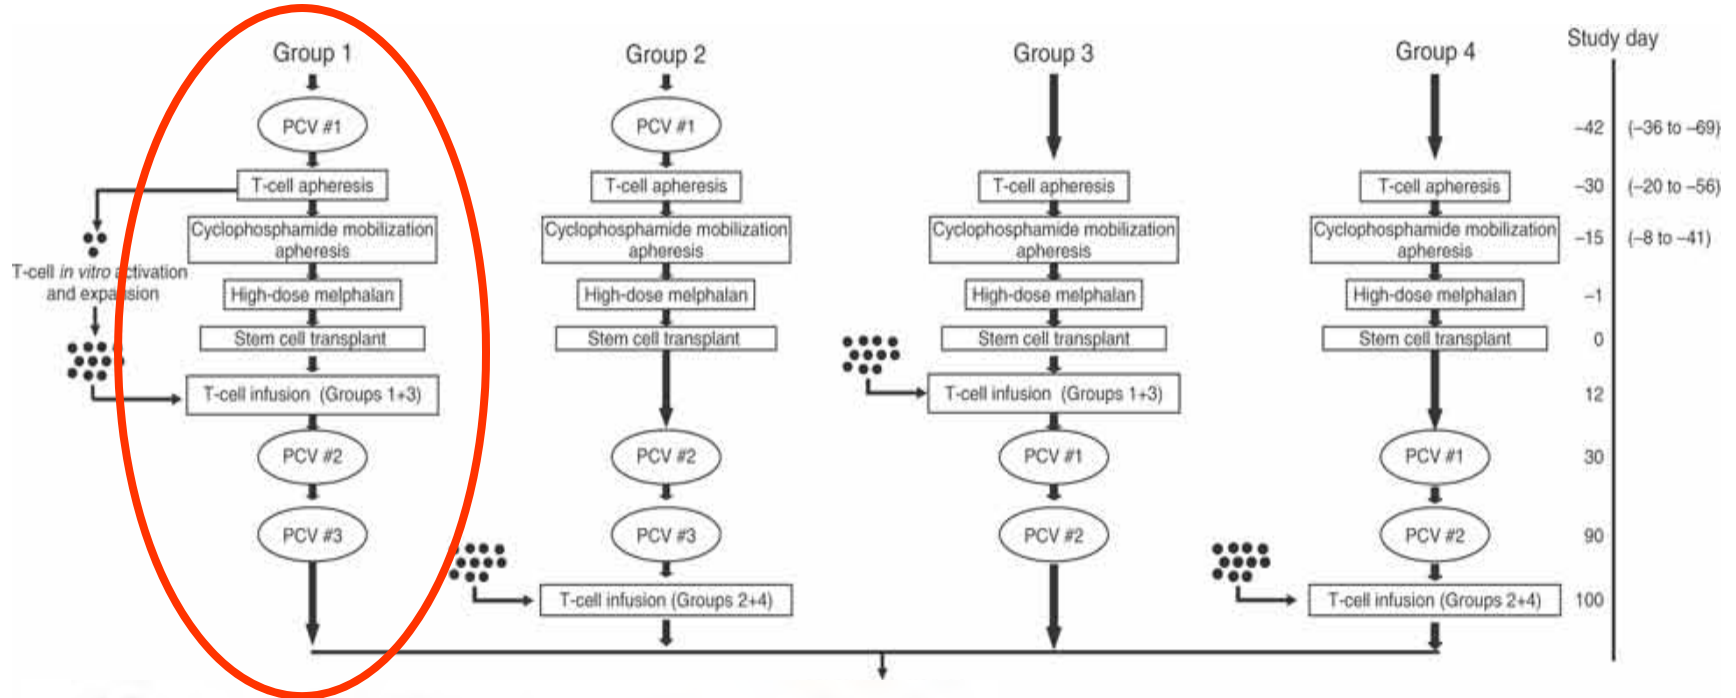 Group 1
PCV #1
T-cell apheresis
Cyclophosphamide mobilization
apheresis
High-dose melphalan
Stem cell transplant
T-cell infusion (Groups 1+3)
PCV #2
PCV #3
T-cell in vitro activation
and expansion
Group 2
PCV #1
T-cell apheresis
Cyclophosphamide mobilization
apheresis
High-dose melphalan
Stem cell transplant
PCV #2
PCV #3
T-cell infusion (Groups 2+4)
Group 3
T-cell apheresis
Cyclophosphamide mobilization
apheresis
High-dose melphalan
Stem cell transplant
T-cell infusion (Groups 1+3)
PCV #1
PCV #2
Group 4
T-cell apheresis
Cyclophosphamide mobilization
apheresis
High-dose melphalan
Stem cell transplant
PCV #1
PCV #2
T-cell infusion (Groups 2+4)
Study day
–42 (–36 to –69)
–30 (–20 to –56)
–15 (–8 to –41)
–1
0
12
30
90
100